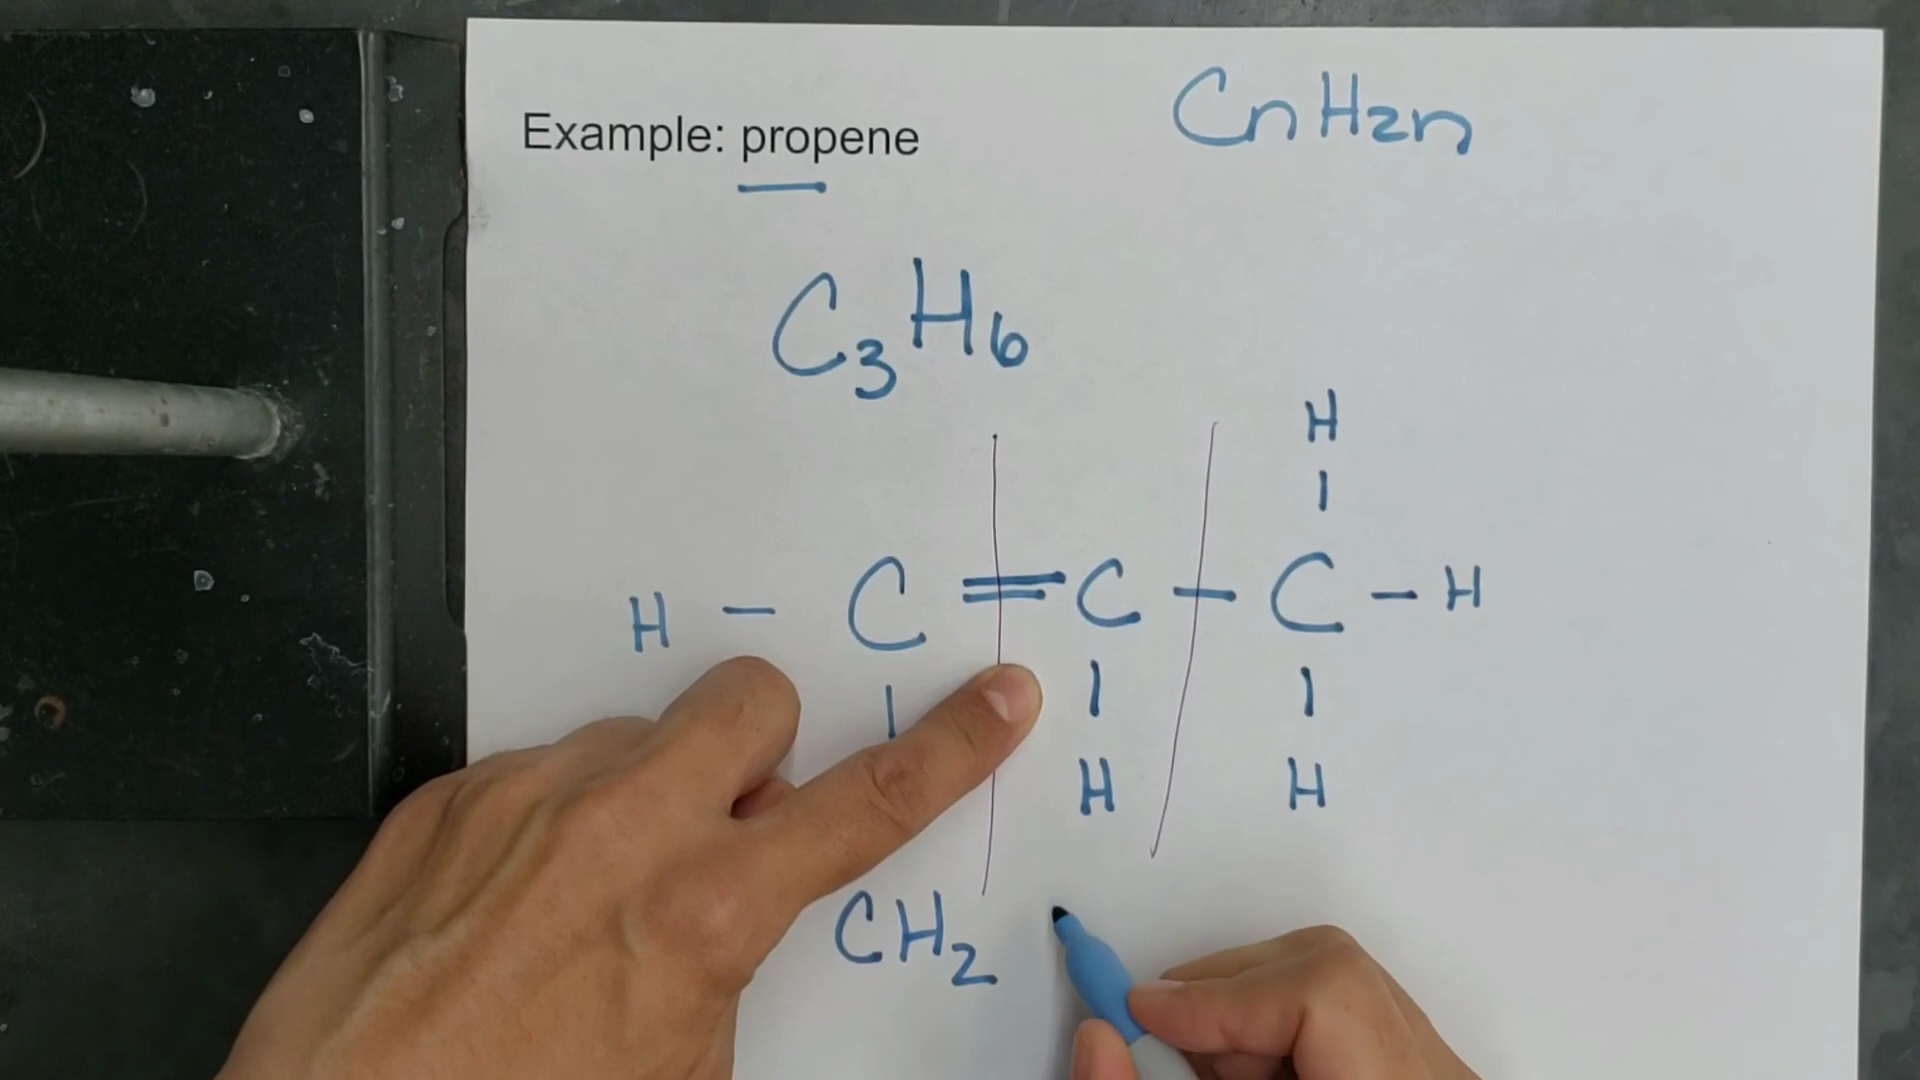 Example: propene
CnH2n
C3H6
H
H – C = C – C – H
H H
CH2